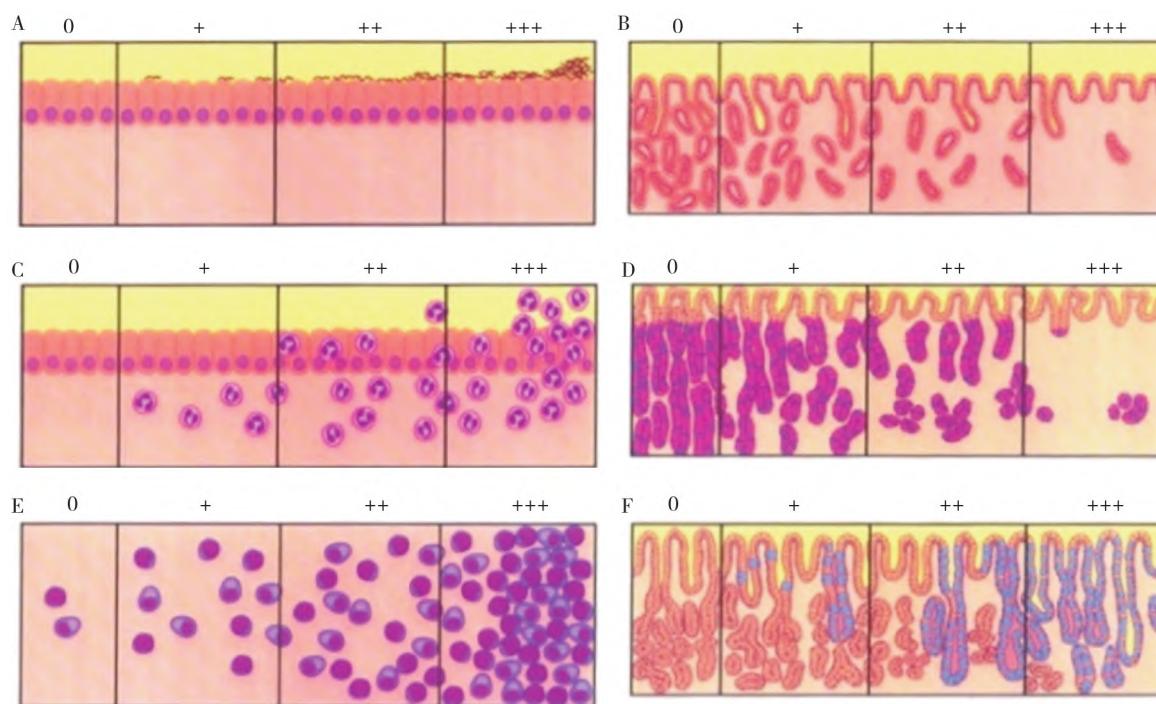 A 0 + ++ +++
B 0 + ++ +++
C 0 + ++ +++
D 0 + ++ +++
E 0 + ++ +++
F 0 + ++ +++